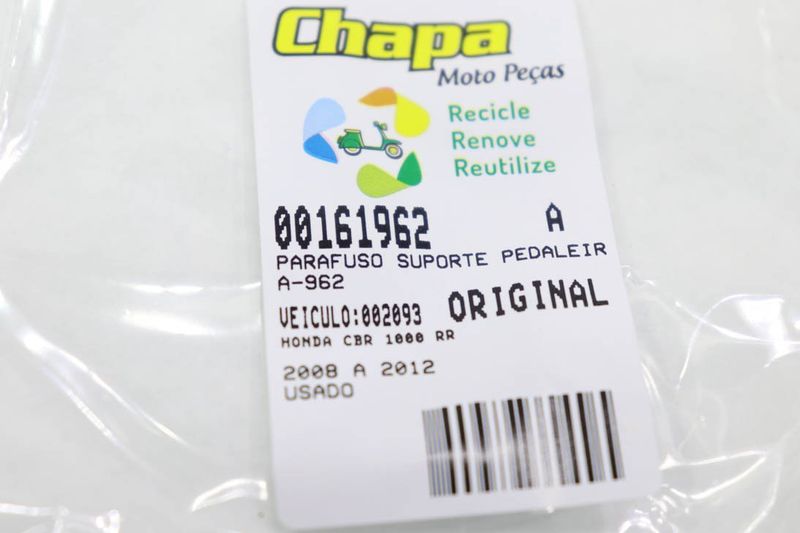 Chapa
Moto Peças
Recicle
Renove
Reutilize
00161962 A
PARAFUSO SUPORTE PEDALEIR
A-962
VEICULO:002093 ORIGINAL
HONDA CBR 1000 RR
2008 A 2012
USADO